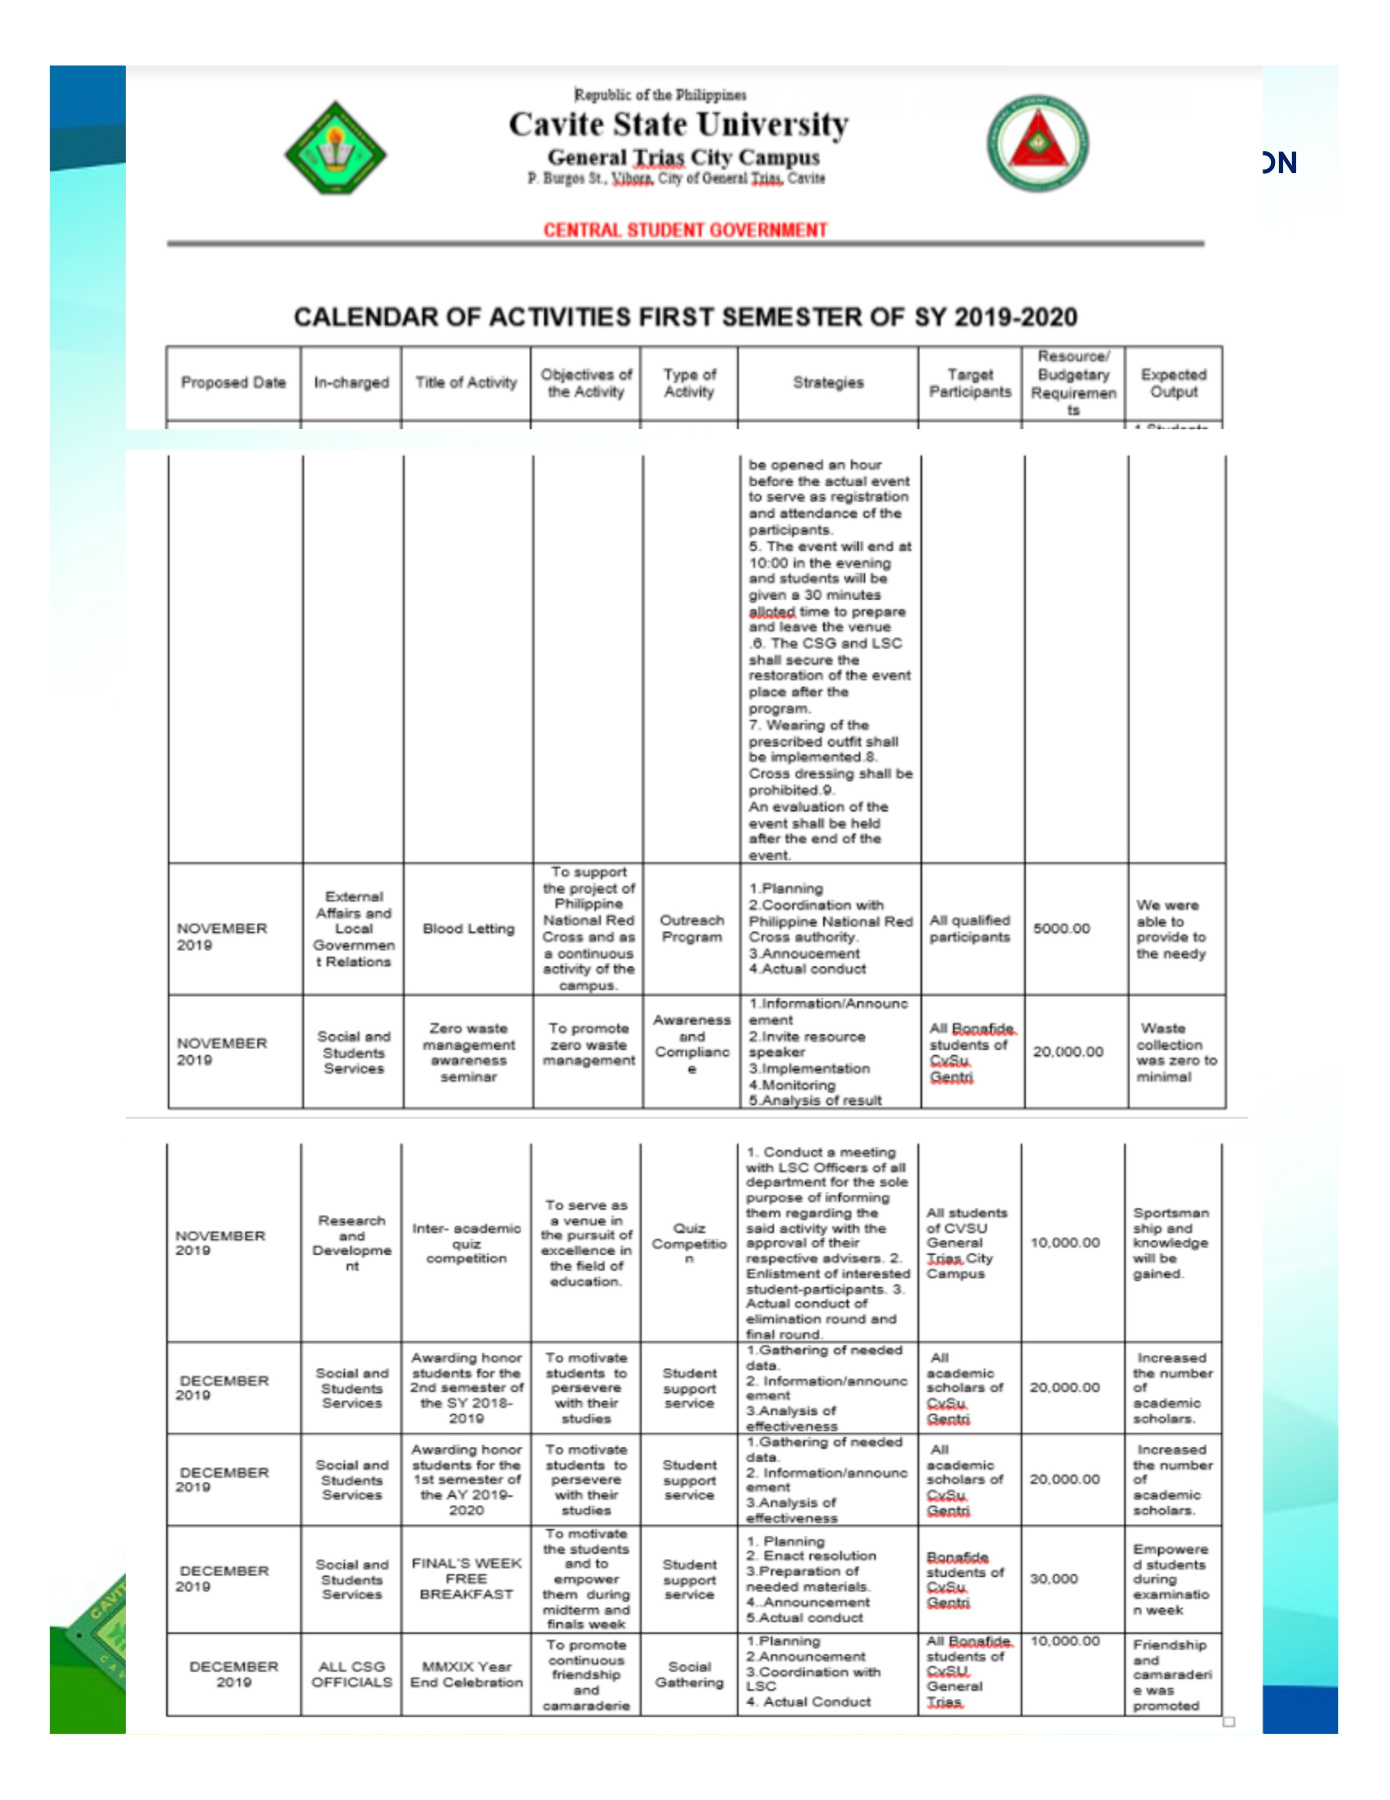 Republic of the Philippines
Cavite State University
General Trias City Campus
P. Burgos St., Vibora, City of General Trias, Cavite
CENTRAL STUDENT GOVERNMENT
ON
CALENDAR OF ACTIVITIES FIRST SEMESTER OF SY 2019-2020
Proposed Date
In-charged
Title of Activity
Objectives of
the Activity
Type of
Activity
Strategies
Target
Participants
Resource/
Budgetary
Requiremen
ts
Expected
Output
1.Students
be opened an hour
before the actual event
to serve as registration
and attendance of the
participants.
5. The event will end at
10:00 in the evening
and students will be
given a 30 minutes
alloted time to prepare
and leave the venue
.6. The CSG and LSC
shall secure the
restoration of the event
place after the
program.
7. Wearing of the
prescribed outfit shall
be implemented.8.
Cross dressing shall be
prohibited.9.
An evaluation of the
event shall be held
after the end of the
event.
NOVEMBER
2019
External
Affairs and
Local
Governmen
t Relations
Blood Letting
To support
the project of
Philippine
National Red
Cross and as
a continuous
activity of the
campus.
Outreach
Program
1.Planning
2.Coordination with
Philippine National Red
Cross authority.
3.Annoucement
4.Actual conduct
All qualified
participants
5000.00
We were
able to
provide to
the needy
NOVEMBER
2019
Social and
Students
Services
Zero waste
management
awareness
seminar
To promote
zero waste
management
Awareness
and
Complianc
e
1.Information/Announc
ement
2.Invite resource
speaker
3.Implementation
4.Monitoring
5.Analysis of result
All Bonafide
students of
CvSu
Gentri
20,000.00
Waste
collection
was zero to
minimal
NOVEMBER
2019
Research
and
Developme
nt
Inter- academic
quiz
competition
To serve as
a venue in
the pursuit of
excellence in
the field of
education.
Quiz
Competitio
n
1. Conduct a meeting
with LSC Officers of all
department for the sole
purpose of informing
them regarding the
said activity with the
approval of their
respective advisers. 2.
Enlistment of interested
student-participants. 3.
Actual conduct of
elimination round and
final round.
All students
of CVSU
General
Trias City
Campus
10,000.00
Sportsman
ship and
knowledge
will be
gained.
DECEMBER
2019
Social and
Students
Services
Awarding honor
students for the
2nd semester of
the SY 2018-
2019
To motivate
students to
persevere
with their
studies
Student
support
service
1.Gathering of needed
data.
2. Information/announc
ement
3.Analysis of
effectiveness
All
academic
scholars of
CvSu
Gentri
20,000.00
Increased
the number
of
academic
scholars.
DECEMBER
2019
Social and
Students
Services
Awarding honor
students for the
1st semester of
the AY 2019-
2020
To motivate
students to
persevere
with their
studies
Student
support
service
1.Gathering of needed
data.
2. Information/announc
ement
3.Analysis of
effectiveness
All
academic
scholars of
CvSu
Gentri
20,000.00
Increased
the number
of
academic
scholars.
DECEMBER
2019
Social and
Students
Services
FINAL'S WEEK
FREE
BREAKFAST
To motivate
the students
and to
empower
them during
midterm and
finals week
Student
support
service
1. Planning
2. Enact resolution
3.Preparation of
needed materials.
4..Announcement
5.Actual conduct
Bonafide
students of
CvSu
Gentri
30,000
Empowere
d students
during
examinatio
n week
DECEMBER
2019
ALL CSG
OFFICIALS
MMXIX Year
End Celebration
To promote
continuous
friendship
and
camaraderie
Social
Gathering
1.Planning
2.Announcement
3.Coordination with
LSC
4. Actual Conduct
All Bonafide
students of
CvSU
General
Trias
10,000.00
Friendship
and
camaraderi
e was
promoted
CAVIT
CA